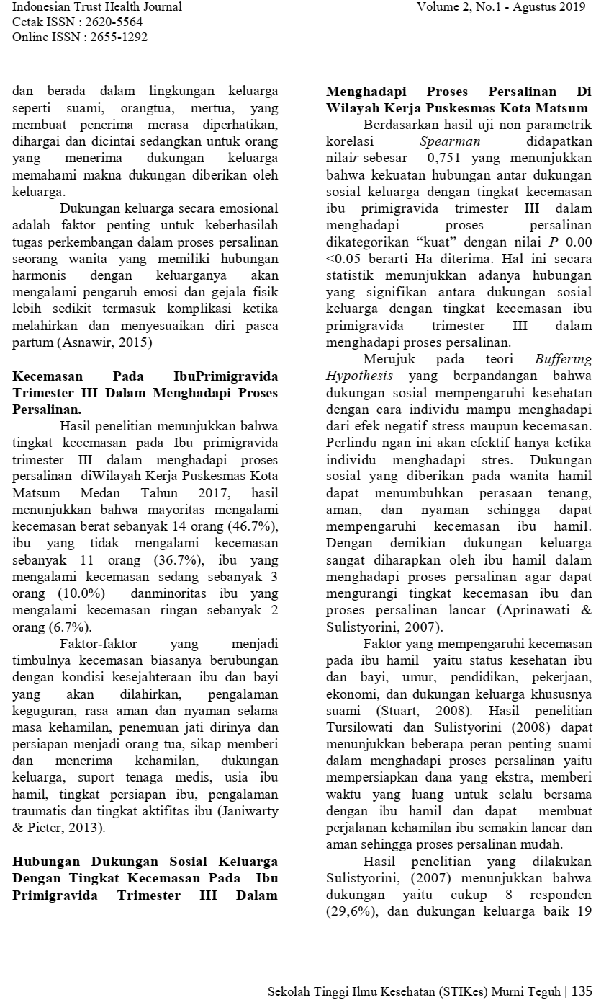 Indonesian Trust Health Journal
Volume 2, No.1 - Agustus 2019
Cetak ISSN : 2620-5564
Online ISSN : 2655-1292
dan berada dalam lingkungan keluarga
seperti suami, orangtua, mertua, yang
membuat penerima merasa diperhatikan,
dihargai dan dicintai sedangkan untuk orang
yang menerima dukungan keluarga
memahami makna dukungan diberikan oleh
keluarga.
Dukungan keluarga secara emosional
adalah faktor penting untuk keberhasilah
tugas perkembangan dalam proses persalinan
seorang wanita yang memiliki hubungan
harmonis dengan keluarganya akan
mengalami pengaruh emosi dan gejala fisik
lebih sedikit termasuk komplikasi ketika
melahirkan dan menyesuaikan diri pasca
partum (Asnawir, 2015)
Kecemasan Pada IbuPrimigravida
Trimester III Dalam Menghadapi Proses
Persalinan.
Hasil penelitian menunjukkan bahwa
tingkat kecemasan pada Ibu primigravida
trimester III dalam menghadapi proses
persalinan diWilayah Kerja Puskesmas Kota
Matsum Medan Tahun 2017, hasil
menunjukkan bahwa mayoritas mengalami
kecemasan berat sebanyak 14 orang (46.7%),
ibu yang tidak mengalami kecemasan
sebanyak 11 orang (36.7%), ibu yang
mengalami kecemasan sedang sebanyak 3
orang (10.0%) danminoritas ibu yang
mengalami kecemasan ringan sebanyak 2
orang (6.7%).
Faktor-faktor yang menjadi
timbulnya kecemasan biasanya berubungan
dengan kondisi kesejahteraan ibu dan bayi
yang akan dilahirkan, pengalaman
keguguran, rasa aman dan nyaman selama
masa kehamilan, penemuan jati dirinya dan
persiapan menjadi orang tua, sikap memberi
dan menerima kehamilan, dukungan
keluarga, suport tenaga medis, usia ibu
hamil, tingkat persiapan ibu, pengalaman
traumatis dan tingkat aktifitas ibu (Janiwarty
& Pieter, 2013).
Hubungan Dukungan Sosial Keluarga
Dengan Tingkat Kecemasan Pada Ibu
Primigravida Trimester III Dalam
Menghadapi Proses Persalinan Di
Wilayah Kerja Puskesmas Kota Matsum
Berdasarkan hasil uji non parametrik
korelasi Spearman didapatkan
nilair sebesar 0,751 yang menunjukkan
bahwa kekuatan hubungan antar dukungan
sosial keluarga dengan tingkat kecemasan
ibu primigravida trimester III dalam
menghadapi proses persalinan
dikategorikan “kuat” dengan nilai P 0.00
<0.05 berarti Ha diterima. Hal ini secara
statistik menunjukkan adanya hubungan
yang signifikan antara dukungan sosial
keluarga dengan tingkat kecemasan ibu
primigravida trimester III dalam
menghadapi proses persalinan.
Merujuk pada teori Buffering
Hypothesis yang berpandangan bahwa
dukungan sosial mempengaruhi kesehatan
dengan cara individu mampu menghadapi
dari efek negatif stress maupun kecemasan.
Perlindu ngan ini akan efektif hanya ketika
individu menghadapi stres. Dukungan
sosial yang diberikan pada wanita hamil
dapat menumbuhkan perasaan tenang,
aman, dan nyaman sehingga dapat
mempengaruhi kecemasan ibu hamil.
Dengan demikian dukungan keluarga
sangat diharapkan oleh ibu hamil dalam
menghadapi proses persalinan agar dapat
mengurangi tingkat kecemasan ibu dan
proses persalinan lancar (Aprinawati &
Sulistyorini, 2007).
Faktor yang mempengaruhi kecemasan
pada ibu hamil yaitu status kesehatan ibu
dan bayi, umur, pendidikan, pekerjaan,
ekonomi, dan dukungan keluarga khususnya
suami (Stuart, 2008). Hasil penelitian
Tursilowati dan Sulistyorini (2008) dapat
menunjukkan beberapa peran penting suami
dalam menghadapi proses persalinan yaitu
mempersiapkan dana yang ekstra, memberi
waktu yang luang untuk selalu bersama
dengan ibu hamil dan dapat membuat
perjalanan kehamilan ibu semakin lancar dan
aman sehingga proses persalinan mudah.
Hasil penelitian yang dilakukan
Sulistyorini, (2007) menunjukkan bahwa
dukungan yaitu cukup 8 responden
(29,6%), dan dukungan keluarga baik 19
Sekolah Tinggi Ilmu Kesehatan (STIKes) Murni Teguh | 135